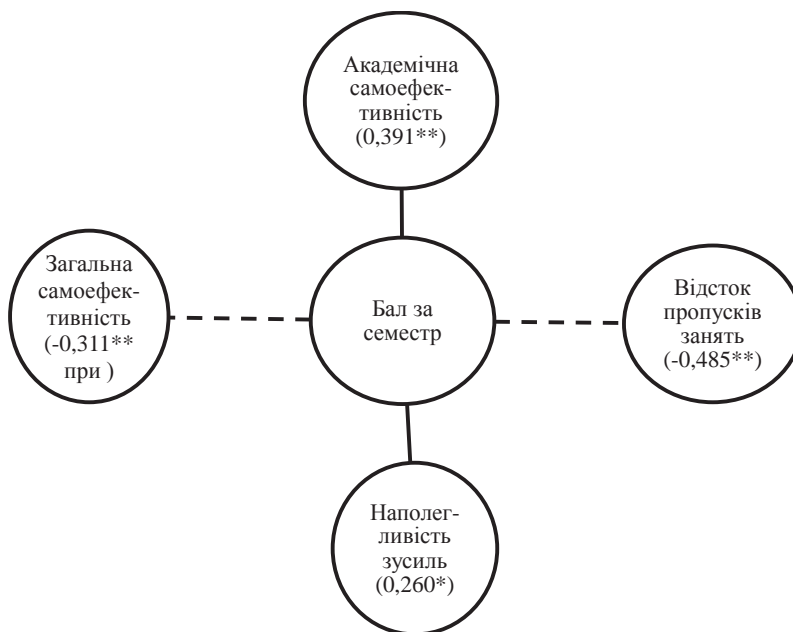 Академічна
самоефек-
тивність
(0,391**)
Загальна
самоефек-
тивність
(-0,311**
при )
Бал за
семестр
Відсток
пропусків
занять
(-0,485**)
Наполег-
ливість
зусиль
(0,260*)